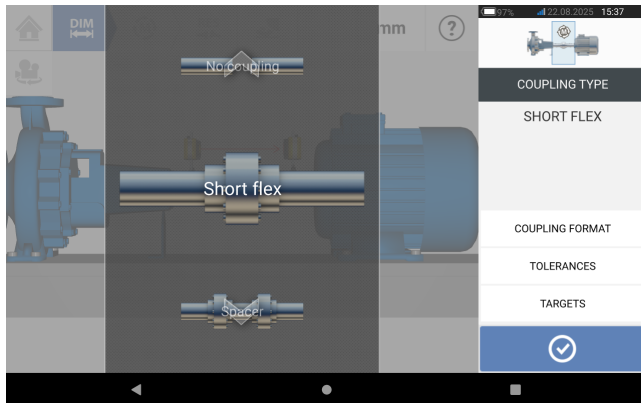 97% 22.08.2025 15:37
DIM
mm
?
No coupling
Short flex
Spacer
COUPLING TYPE
SHORT FLEX
COUPLING FORMAT
TOLERANCES
TARGETS